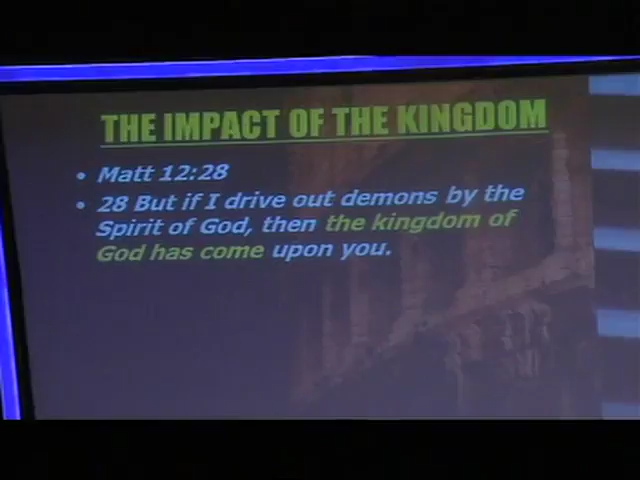 THE IMPACT OF THE KINGDOM
• Matt 12:28
• 28 But if I drive out demons by the
Spirit of God, then the kingdom of
God has come upon you.